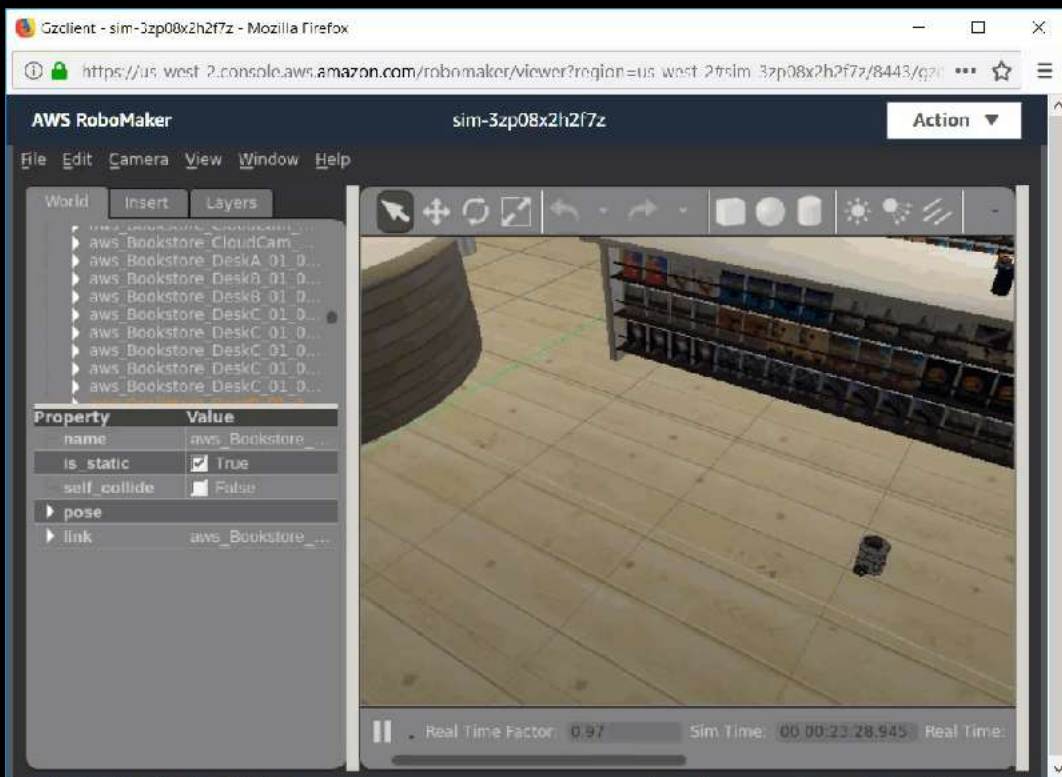 Gzclient - sim-3zp08x2h2f7z - Mozilla Firefox
https://us-west-2.console.aws.amazon.com/robomaker/viewer?region=us-west-2#sim-3zp08x2h2f7z/8443/gz
AWS RoboMaker sim-3zp08x2h2f7z Action ▼
File Edit Camera View Window Help
World Insert Layers
aws_Bookstore_CloudCam_...
aws_Bookstore_CloudCam_...
aws_Bookstore_DeskA_01_0...
aws_Bookstore_DeskB_01_0...
aws_Bookstore_DeskB_01_0...
aws_Bookstore_DeskC_01_0...
aws_Bookstore_DeskC_01_0...
aws_Bookstore_DeskC_01_0...
aws_Bookstore_DeskC_01_0...
Property Value
name aws_Bookstore_...
is_static True
self_collide False
pose
link aws_Bookstore_...
Real Time Factor: 0.97 Sim Time: 00 00:23:28.945 Real Time: